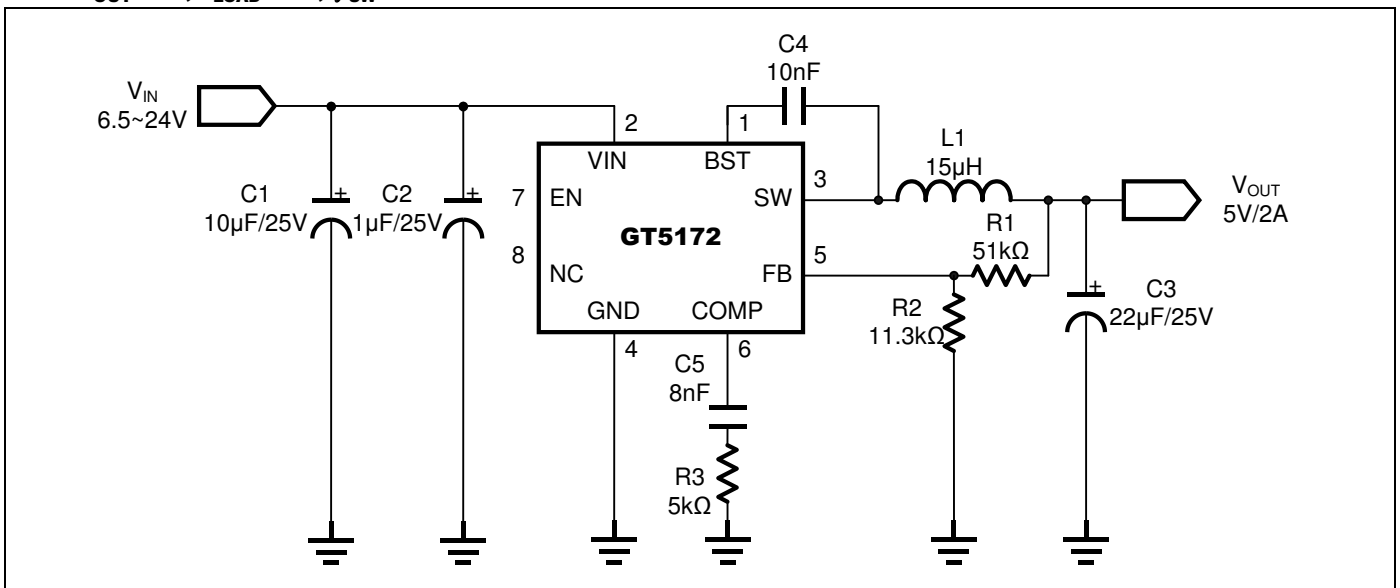 C4
10nF
V_IN
6.5~24V
2
1
VIN
BST
L1
15µH
C1
10µF/25V
C2
1µF/25V
7
EN
SW
3
V_OUT
5V/2A
GT5172
R1
51kΩ
8
NC
FB
5
GND
COMP
R2
11.3kΩ
C3
22µF/25V
4
6
C5
8nF
R3
5kΩ
+
+
+